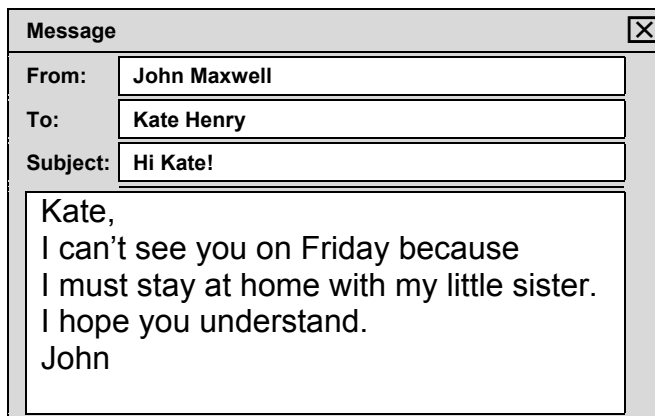 Message
From: John Maxwell
To: Kate Henry
Subject: Hi Kate!
Kate,
I can't see you on Friday because
I must stay at home with my little sister.
I hope you understand.
John